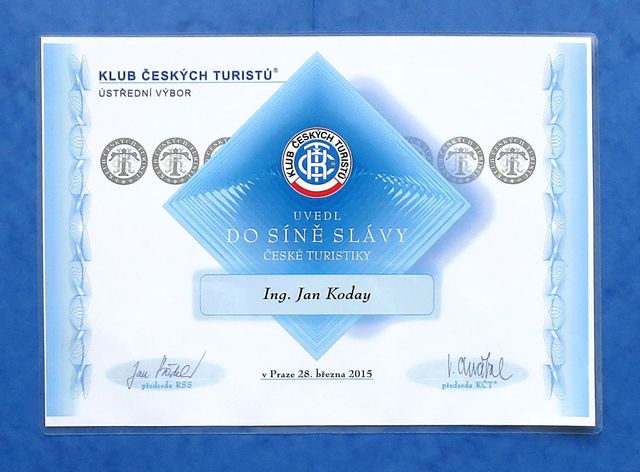 KLUB ČESKÝCH TURISTŮ®
ÚSTŘEDNÍ VÝBOR
KLUB ČESKÝCH TURISTŮ
KČT
UVEDL
DO SÍNĚ SLÁVY
ČESKÉ TURISTIKY
Ing. Jan Koday
v Praze 28. března 2015
předseda RSS
předseda KČT®